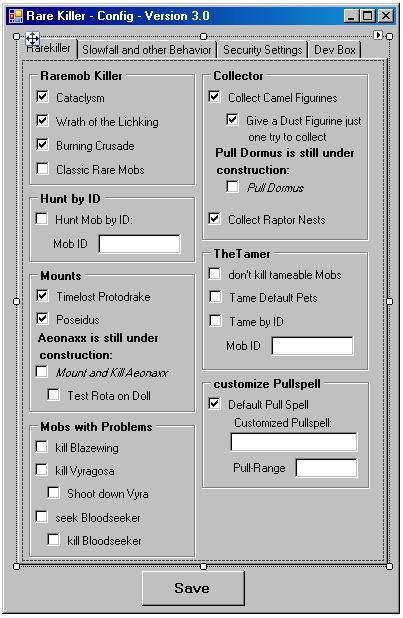 Rare Killer - Config - Version 3.0
Rarekiller
Slowfall and other Behavior
Security Settings
Dev Box
Raremob Killer
Cataclysm
Wrath of the Lichking
Burning Crusade
Classic Rare Mobs
Hunt by ID
Hunt Mob by ID:
Mob ID
Mounts
Timelost Protodrake
Poseidus
Aeonaxx is still under
construction:
Mount and Kill Aeonaxx
Test Rota on Doll
Mobs with Problems
kill Blazewing
kill Vyragosa
Shoot down Vyra
seek Bloodseeker
kill Bloodseeker
Collector
Collect Camel Figurines
Give a Dust Figurine just
one try to collect
Pull Dormus is still under
construction:
Pull Dormus
Collect Raptor Nests
TheTamer
don't kill tameable Mobs
Tame Default Pets
Tame by ID
Mob ID
customize Pullspell
Default Pull Spell
Customized Pullspell:
Pull-Range
Save